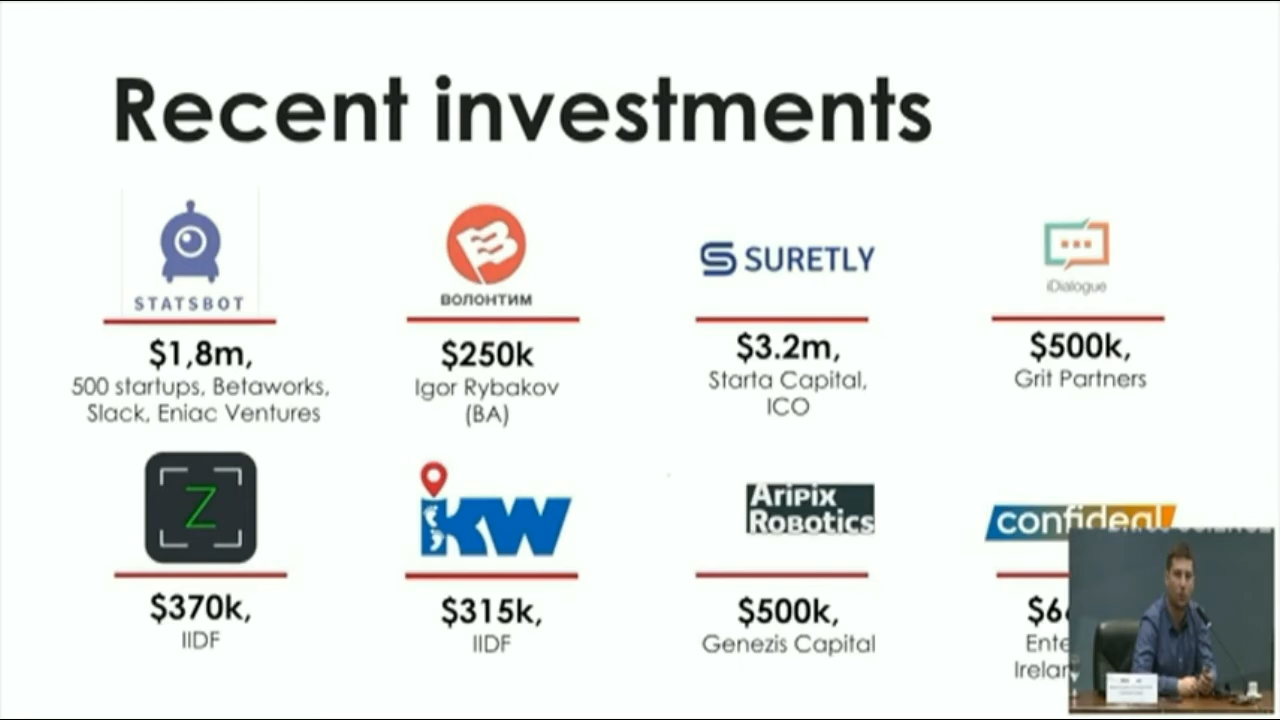 Recent investments
STATSBOT
ВОЛОНТИМ
SURETLY
iDialogue
$1,8m,
$250k
$3.2m,
$500k,
500 startups, Betaworks,
Slack, Eniac Ventures
Igor Rybakov
(BA)
Starta Capital,
ICO
Grit Partners
Z
KW
Aripix
Robotics
confideal
$370k,
$315k,
$500k,
IIDF
IIDF
Genezis Capital